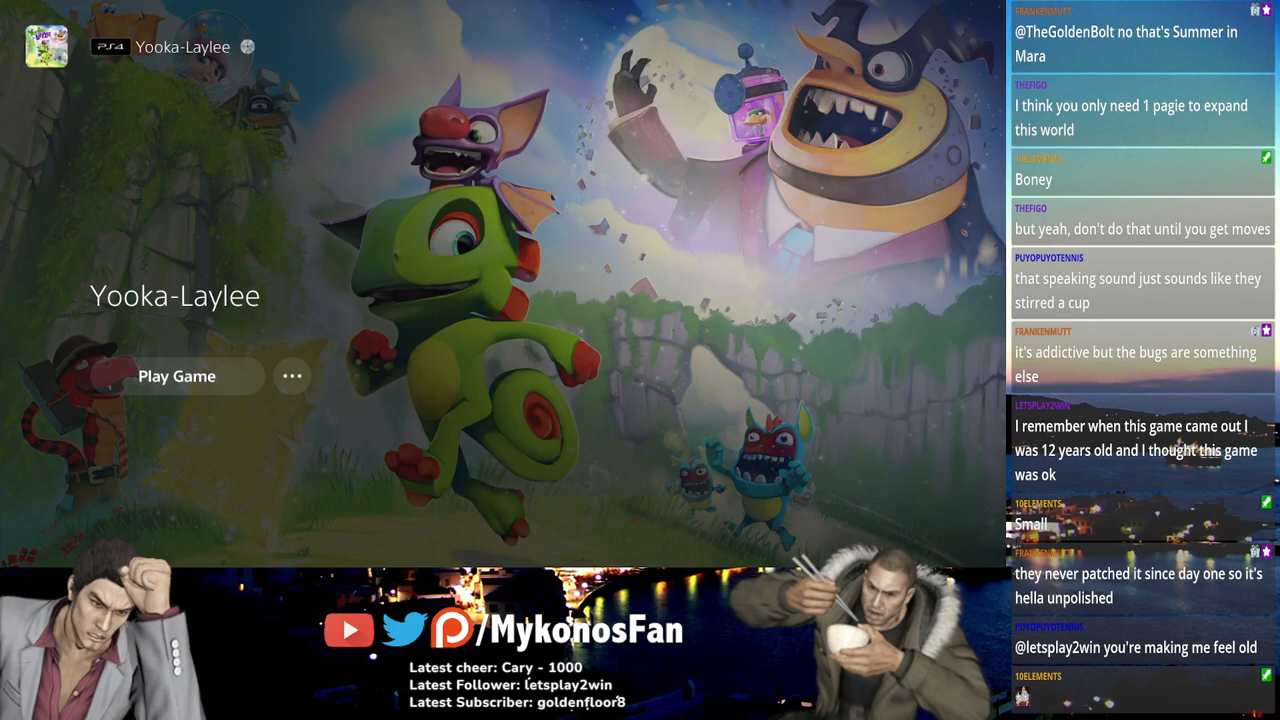 PS4 Yooka-Laylee
Yooka-Laylee
Play Game
/MykonosFan
Latest cheer: Cary - 1000
Latest Follower: letsplay2win
Latest Subscriber: goldenfloor8
FRANKENMUTT
@TheGoldenBolt no that's Summer in
Mara
THEFIGO
I think you only need 1 pagie to expand
this world
10ELEMENTS
Boney
THEFIGO
but yeah, don't do that until you get moves
PUYOPUYOTENNIS
that speaking sound just sounds like they
stirred a cup
FRANKENMUTT
it's addictive but the bugs are something
else
LETSPLAY2WIN
I remember when this game came out I
was 12 years old and I thought this game
was ok
10ELEMENTS
Small
FRANKENMUTT
they never patched it since day one so it's
hella unpolished
PUYOPUYOTENNIS
@letsplay2win you're making me feel old
10ELEMENTS